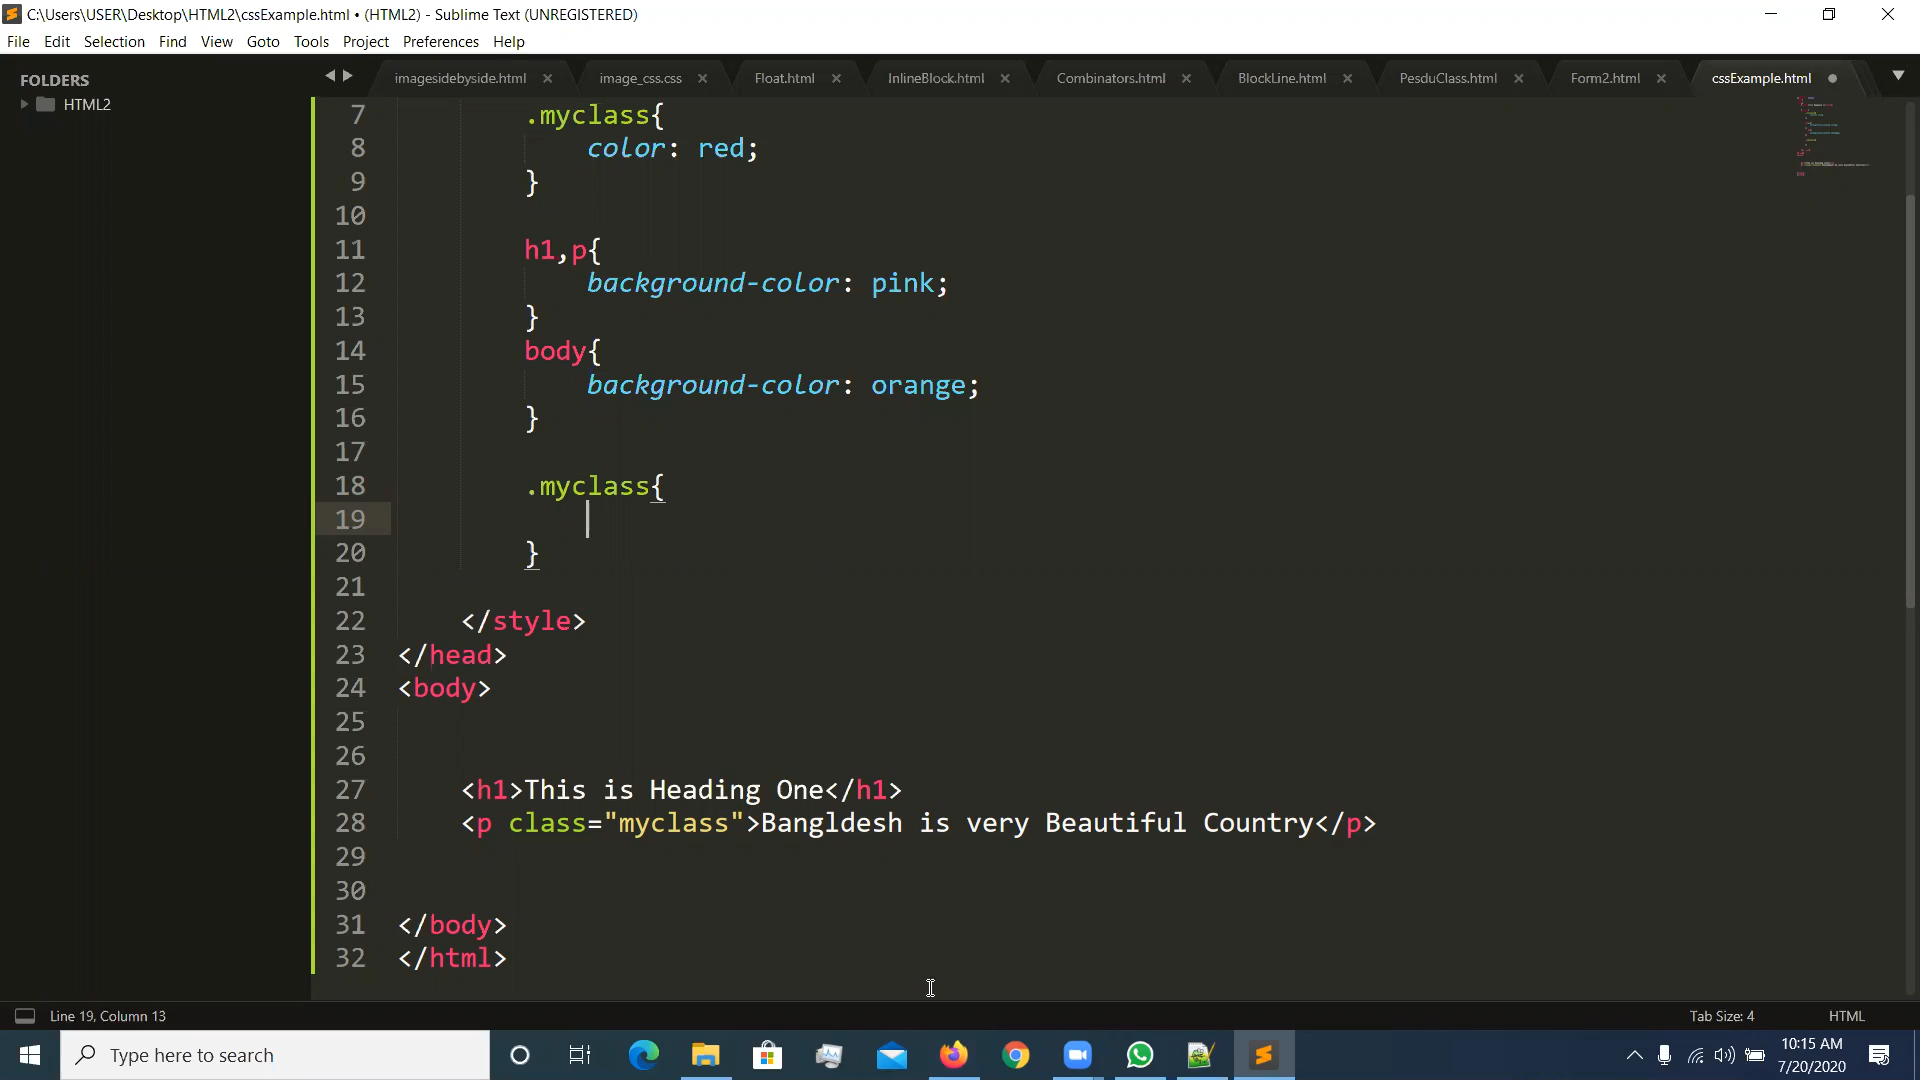 C:\Users\USER\Desktop\HTML2\cssExample.html • (HTML2) - Sublime Text (UNREGISTERED)
File Edit Selection Find View Goto Tools Project Preferences Help
FOLDERS
HTML2
imagesidebyside.html image_css.css Float.html InlineBlock.html Combinators.html BlockLine.html PesduClass.html Form2.html cssExample.html
7 .myclass{
8 color: red;
9 }
10
11 h1,p{
12 background-color: pink;
13 }
14 body{
15 background-color: orange;
16 }
17
18 .myclass{
19
20 }
21
22 </style>
23 </head>
24 <body>
25
26
27 <h1>This is Heading One</h1>
28 <p class="myclass">Bangldesh is very Beautiful Country</p>
29
30
31 </body>
32 </html>
Line 19, Column 13 Tab Size: 4 HTML
Type here to search
10:15 AM
7/20/2020